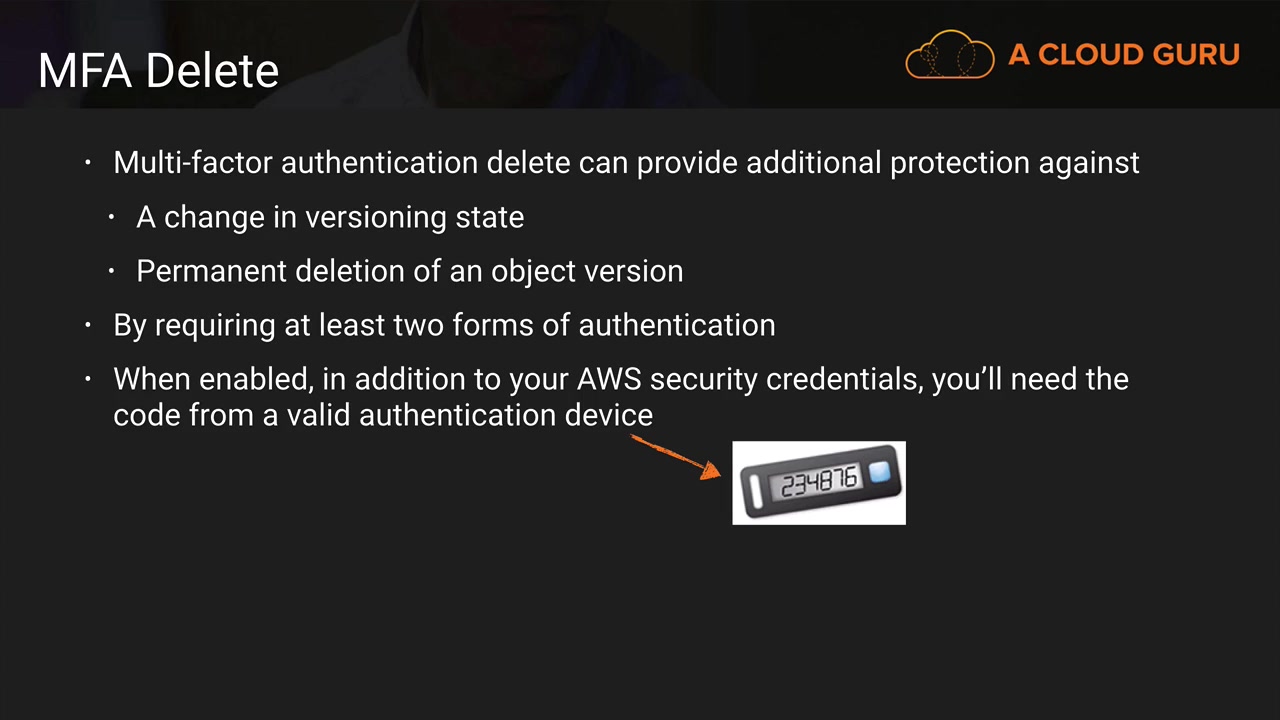 MFA Delete
A CLOUD GURU
• Multi-factor authentication delete can provide additional protection against
• A change in versioning state
• Permanent deletion of an object version
• By requiring at least two forms of authentication
• When enabled, in addition to your AWS security credentials, you’ll need the
code from a valid authentication device
234876